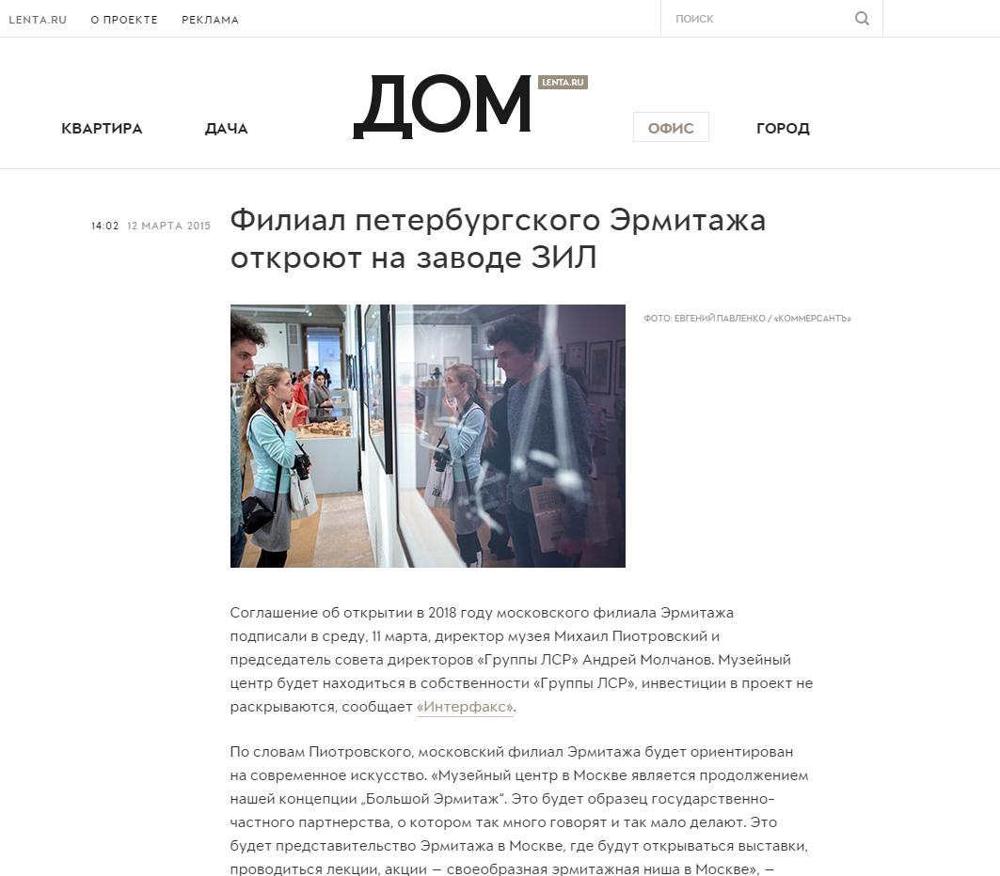 LENTA.RU О ПРОЕКТЕ РЕКЛАМА ПОИСК
КВАРТИРА ДАЧА ДОМ LENTA.RU ОФИС ГОРОД
14:02 12 МАРТА 2015
Филиал петербургского Эрмитажа
откроют на заводе ЗИЛ
ФОТО: ЕВГЕНИЙ ПАВЛЕНКО / «КОММЕРСАНТЪ»
Соглашение об открытии в 2018 году московского филиала Эрмитажа
подписали в среду, 11 марта, директор музея Михаил Пиотровский и
председатель совета директоров «Группы ЛСР» Андрей Молчанов. Музейный
центр будет находиться в собственности «Группы ЛСР», инвестиции в проект не
раскрываются, сообщает «Интерфакс».
По словам Пиотровского, московский филиал Эрмитажа будет ориентирован
на современное искусство. «Музейный центр в Москве является продолжением
нашей концепции „Большой Эрмитаж“. Это будет образец государственно-
частного партнерства, о котором так много говорят и так мало делают. Это
будет представительство Эрмитажа в Москве, где будут открываться выставки,
проводиться лекции, акции — своеобразная эрмитажная ниша в Москве», —